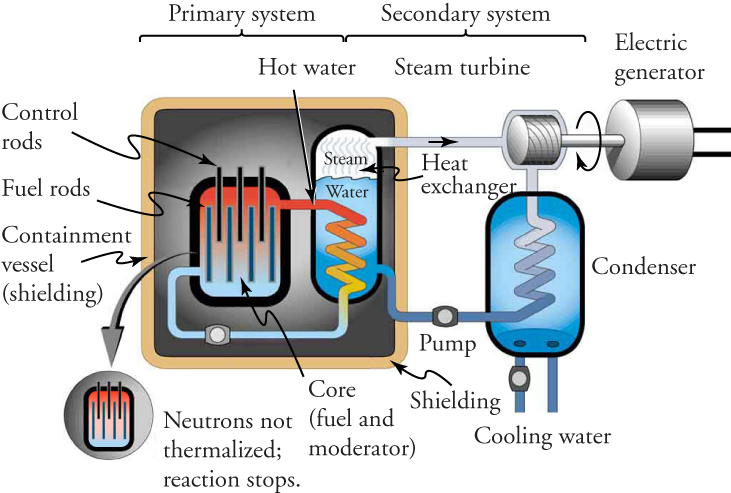 Primary system
Secondary system
Electric
generator
Hot water
Steam turbine
Control
rods
Steam
Heat
exchanger
Fuel rods
Water
Containment
vessel
(shielding)
Condenser
Pump
Core
(fuel and
moderator)
Shielding
Neutrons not
thermalized;
reaction stops.
Cooling water